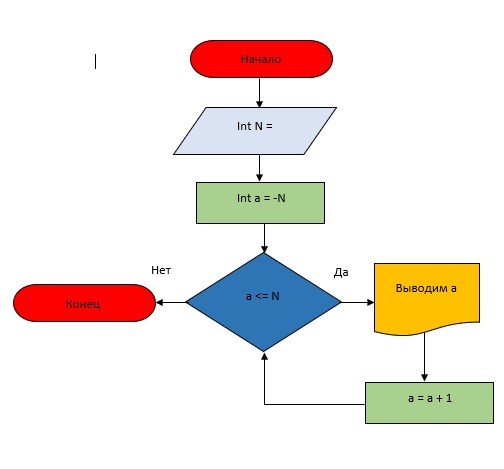 Начало
Int N =
Int a = -N
Нет
Да
a <= N
Выводим a
Конец
a = a + 1